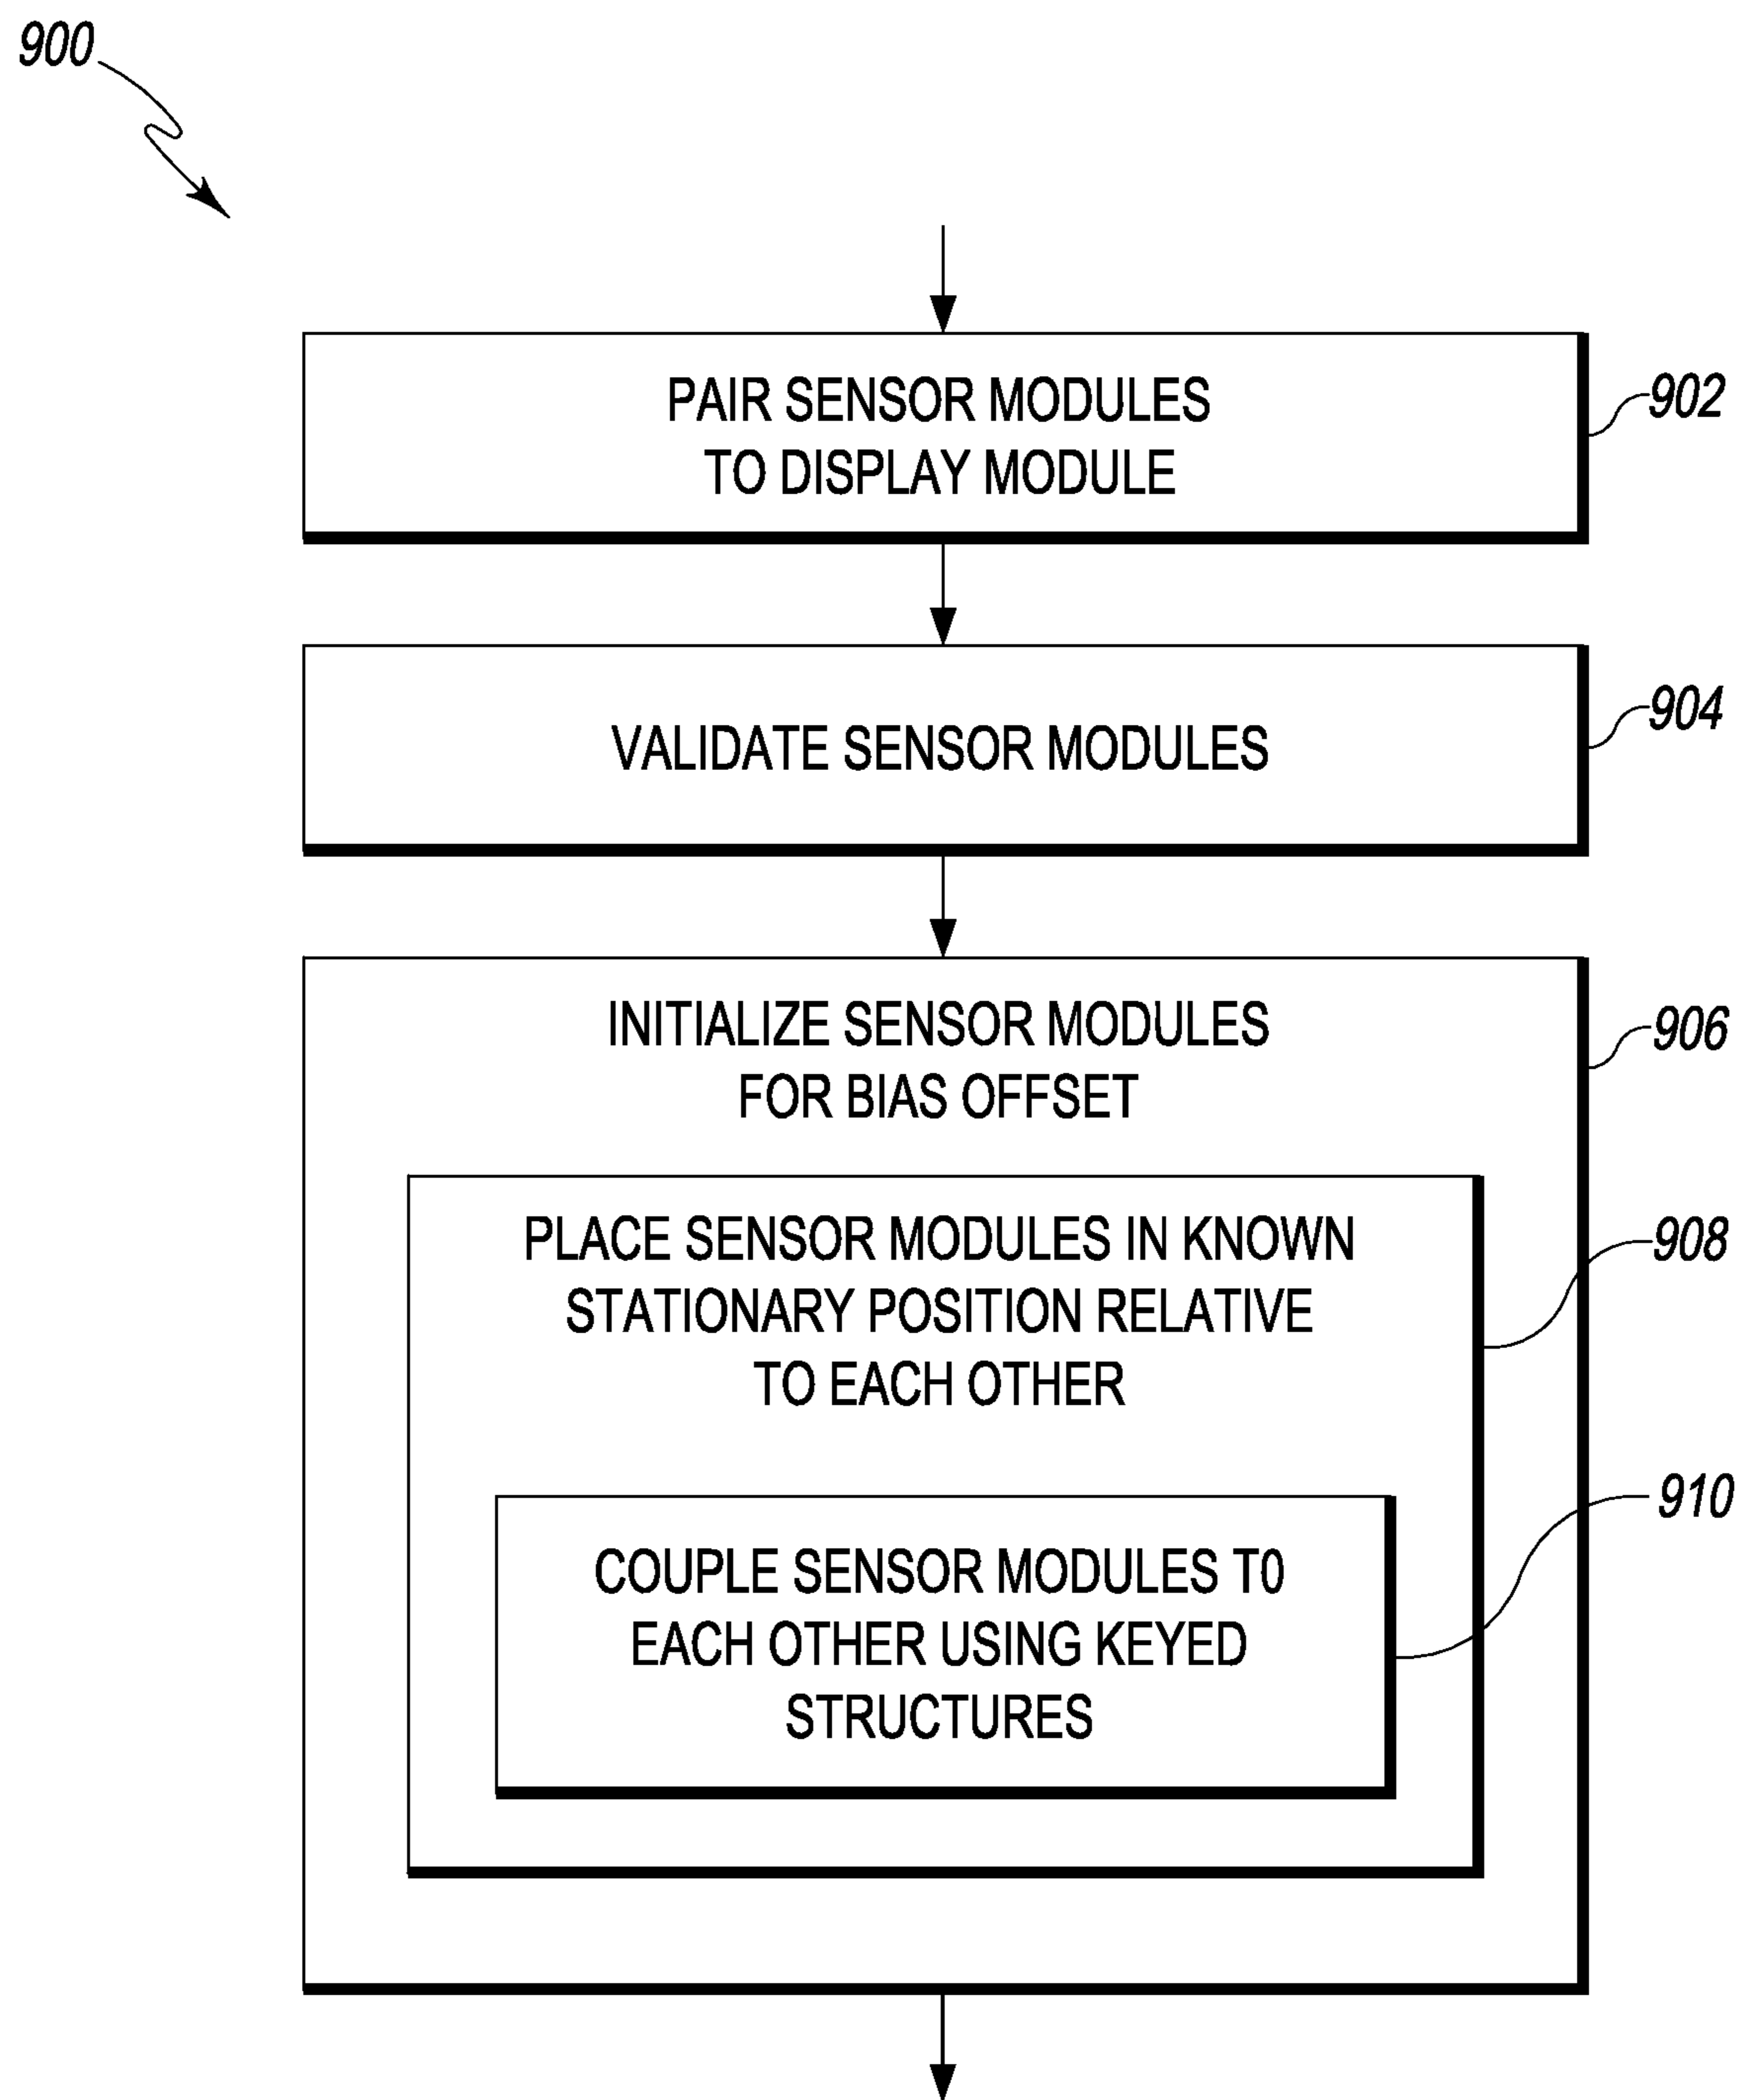 900
PAIR SENSOR MODULES
TO DISPLAY MODULE
902
VALIDATE SENSOR MODULES
904
INITIALIZE SENSOR MODULES
FOR BIAS OFFSET
906
PLACE SENSOR MODULES IN KNOWN
STATIONARY POSITION RELATIVE
TO EACH OTHER
908
COUPLE SENSOR MODULES T0
EACH OTHER USING KEYED
STRUCTURES
910